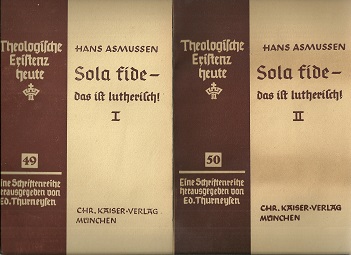 Theologische
Existenz
heute
49
Eine Schriftenreihe
herausgegeben von
Ed. Thurneysen
HANS ASMUSSEN
Sola fide –
das ist lutherisch!
I
CHR. KAISER-VERLAG
MÜNCHEN
Theologische
Existenz
heute
50
Eine Schriftenreihe
herausgegeben von
Ed. Thurneysen
HANS ASMUSSEN
Sola fide –
das ist lutherisch!
II
CHR. KAISER-VERLAG
MÜNCHEN